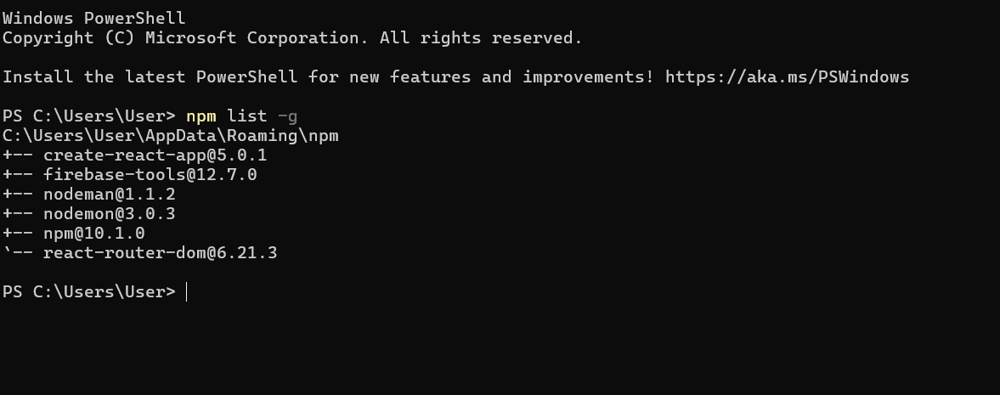 Windows PowerShell
Copyright (C) Microsoft Corporation. All rights reserved.
Install the latest PowerShell for new features and improvements! https://aka.ms/PSWindows
PS C:\Users\User> npm list -g
C:\Users\User\AppData\Roaming\npm
+-- create-react-app@5.0.1
+-- firebase-tools@12.7.0
+-- nodeman@1.1.2
+-- nodemon@3.0.3
+-- npm@10.1.0
`-- react-router-dom@6.21.3
PS C:\Users\User>